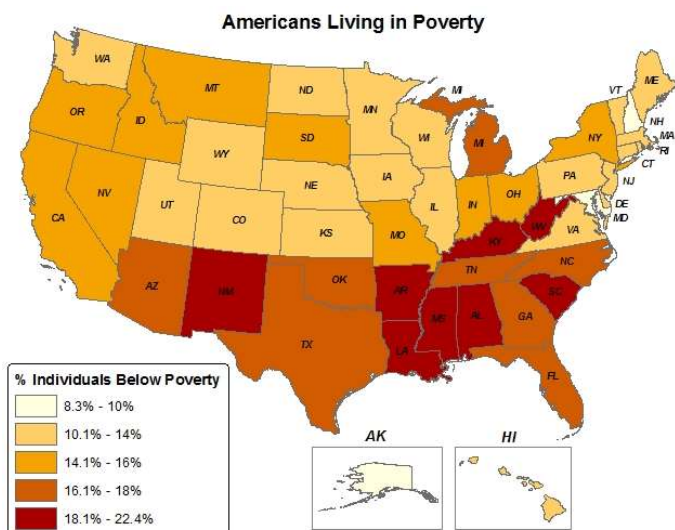 Americans Living in Poverty
WA
OR
ID
MT
ND
SD
MN
WI
MI
MI
VT
ME
NH
MA
RI
CT
NY
PA
NJ
DE
MD
WY
NE
IA
IL
IN
OH
NV
CA
UT
CO
KS
MO
KY
WV
VA
NC
TN
AZ
NM
OK
AR
SC
MS
AL
GA
TX
LA
FL
% Individuals Below Poverty
8.3% - 10%
10.1% - 14%
14.1% - 16%
16.1% - 18%
18.1% - 22.4%
AK
HI